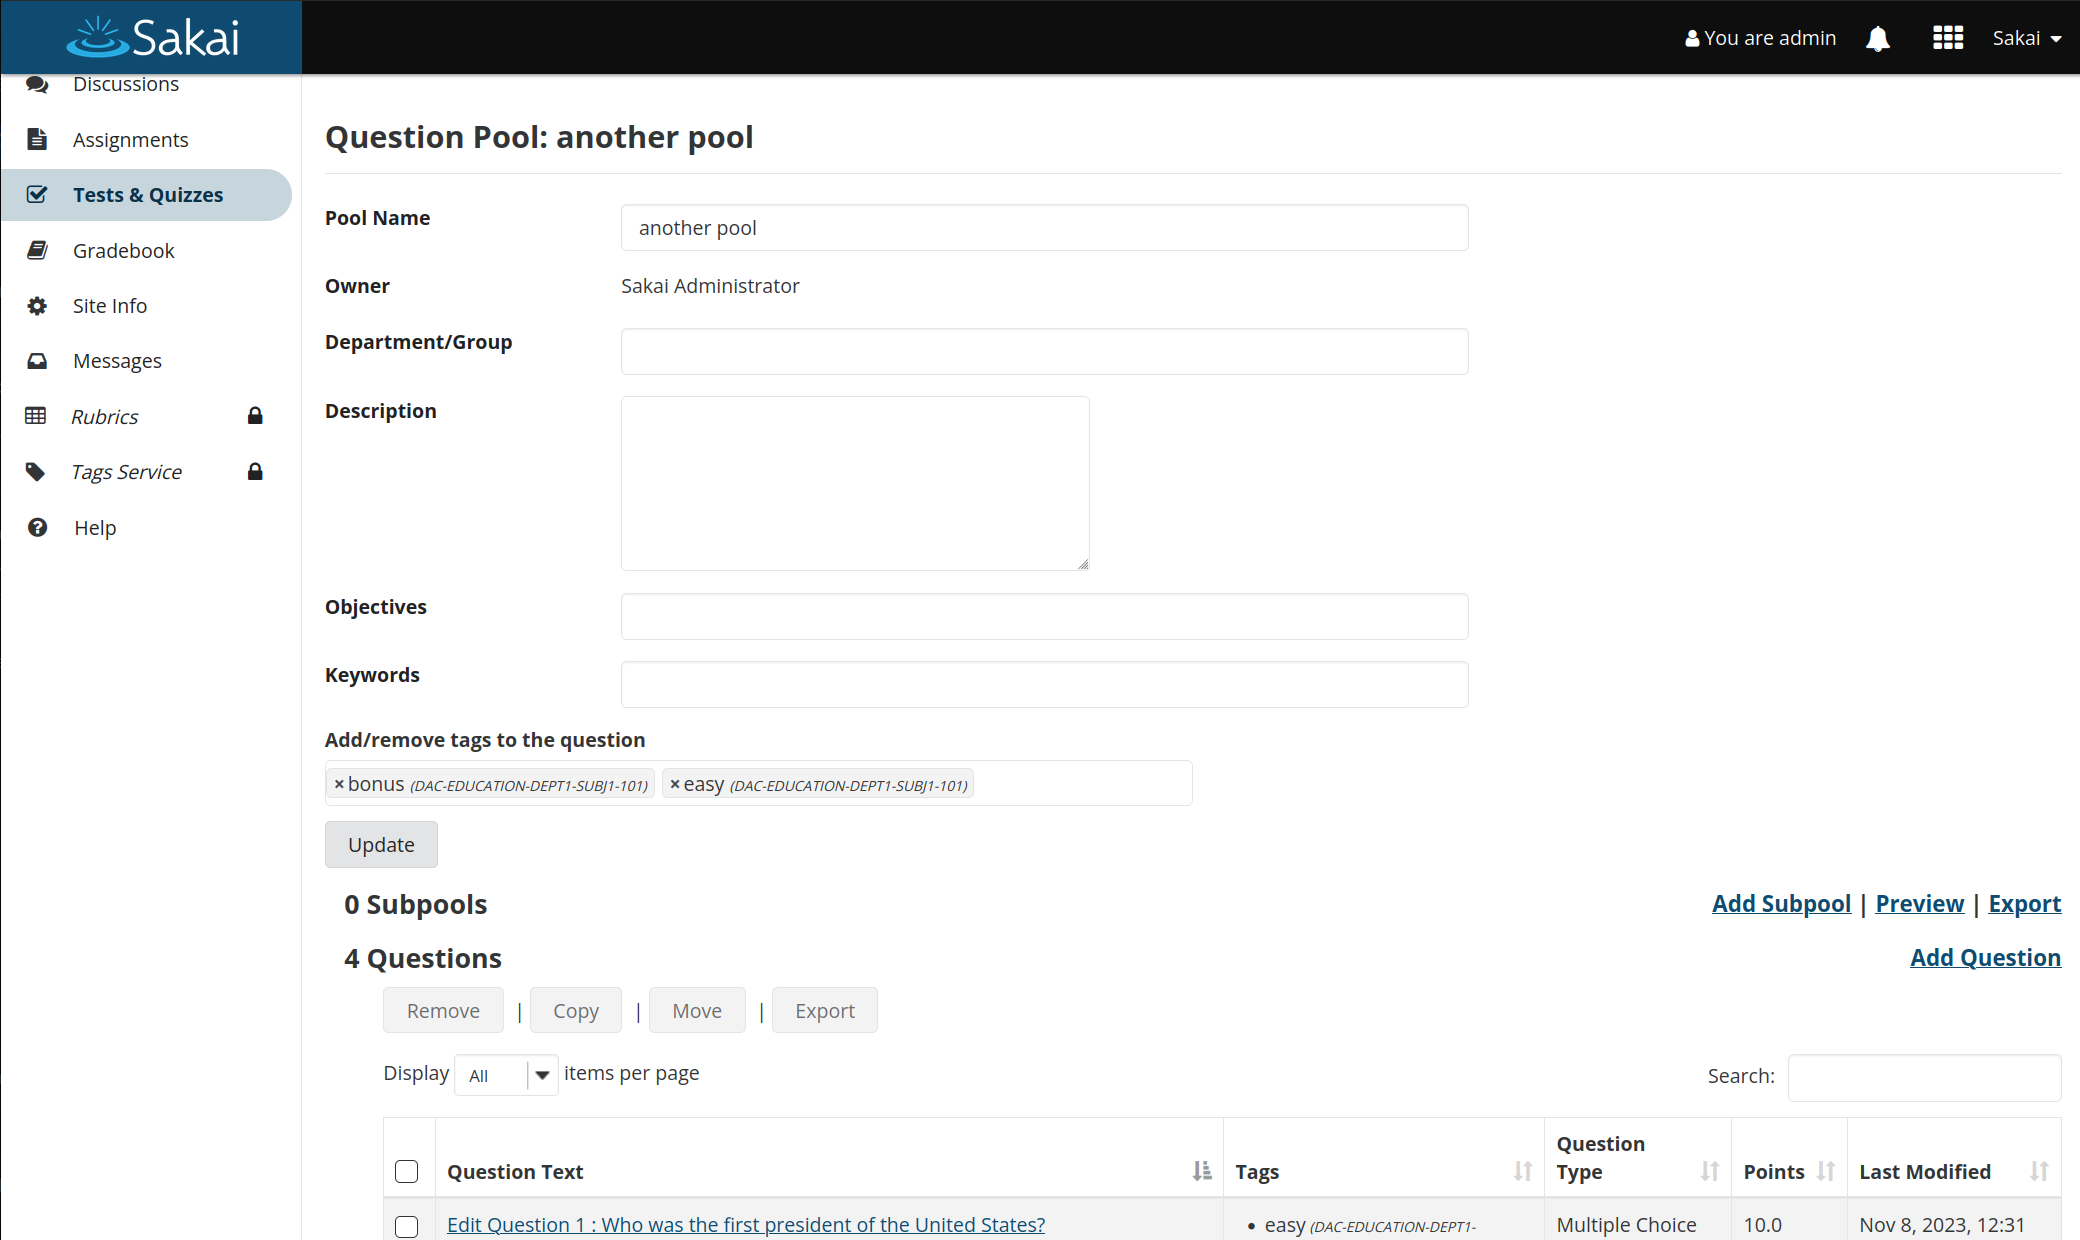 Sakai
You are admin
Sakai
Discussions
Assignments
Tests & Quizzes
Gradebook
Site Info
Messages
Rubrics
Tags Service
Help
Question Pool: another pool
Pool Name
another pool
Owner
Sakai Administrator
Department/Group
Description
Objectives
Keywords
Add/remove tags to the question
×bonus (DAC-EDUCATION-DEPT1-SUBJ1-101) ×easy (DAC-EDUCATION-DEPT1-SUBJ1-101)
Update
0 Subpools
Add Subpool | Preview | Export
4 Questions
Add Question
Remove | Copy | Move | Export
Display All items per page
Search:
Question Text
Tags
Question Type
Points
Last Modified
Edit Question 1 : Who was the first president of the United States?
• easy (DAC-EDUCATION-DEPT1-
Multiple Choice
10.0
Nov 8, 2023, 12:31